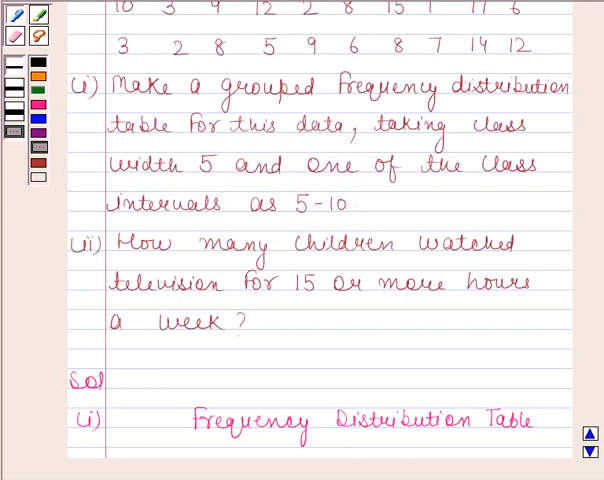 10 3 4 12 2 8 15 1 17 6
3 2 8 5 9 6 8 7 14 12
(i) Make a grouped frequency distribution
table for this data, taking class
width 5 and one of the class
intervals as 5-10.
(ii) How many children watched
television for 15 or more hours
a week?
Sol
(i) Frequency Distribution Table